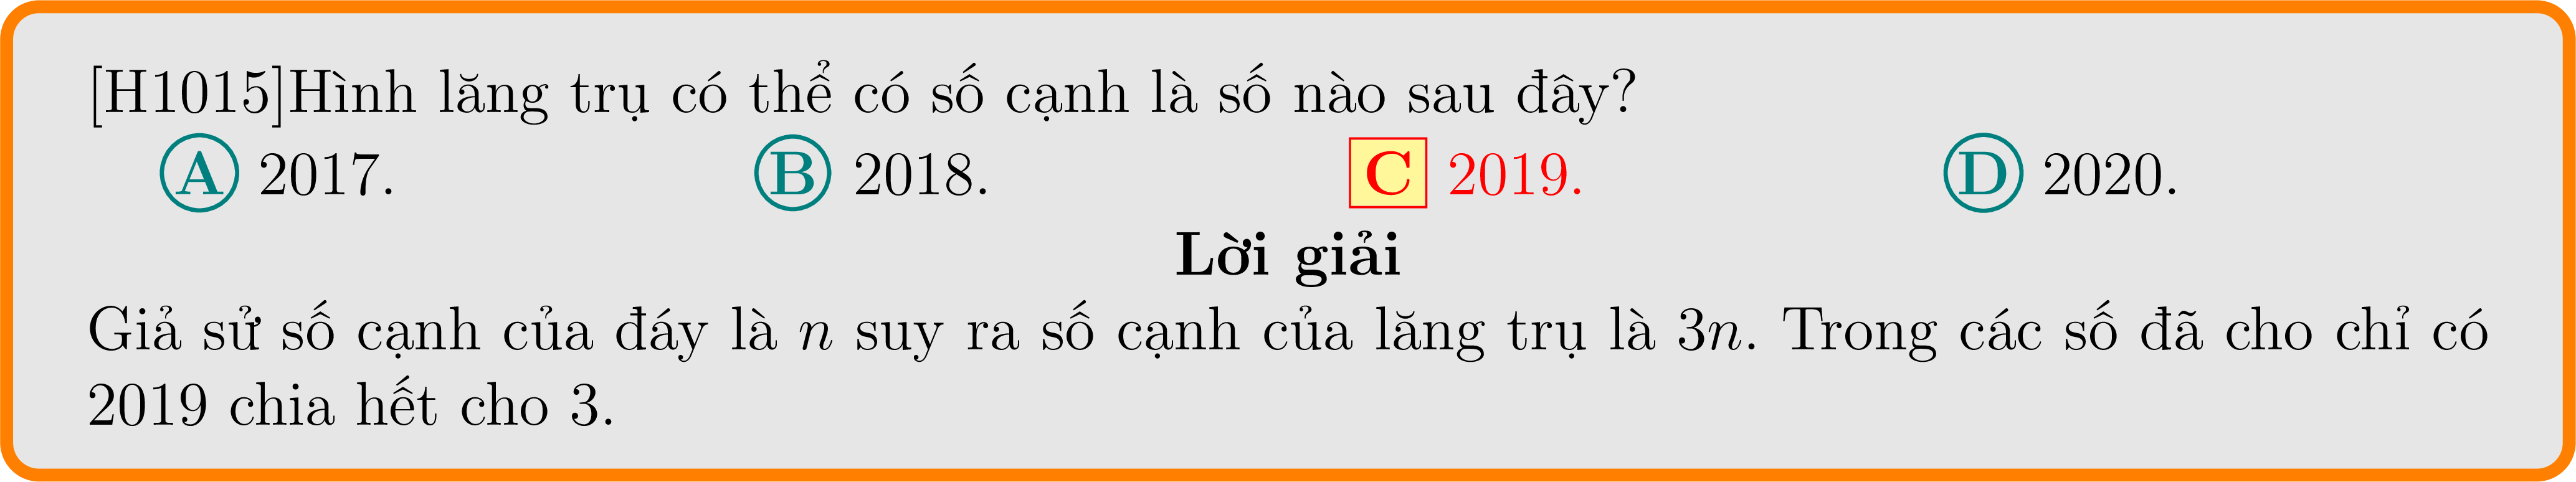 [H1015]Hình lăng trụ có thể có số cạnh là số nào sau đây?
A 2017. B 2018. C 2019. D 2020.
Lời giải
Giả sử số cạnh của đáy là n suy ra số cạnh của lăng trụ là 3n. Trong các số đã cho chỉ có
2019 chia hết cho 3.